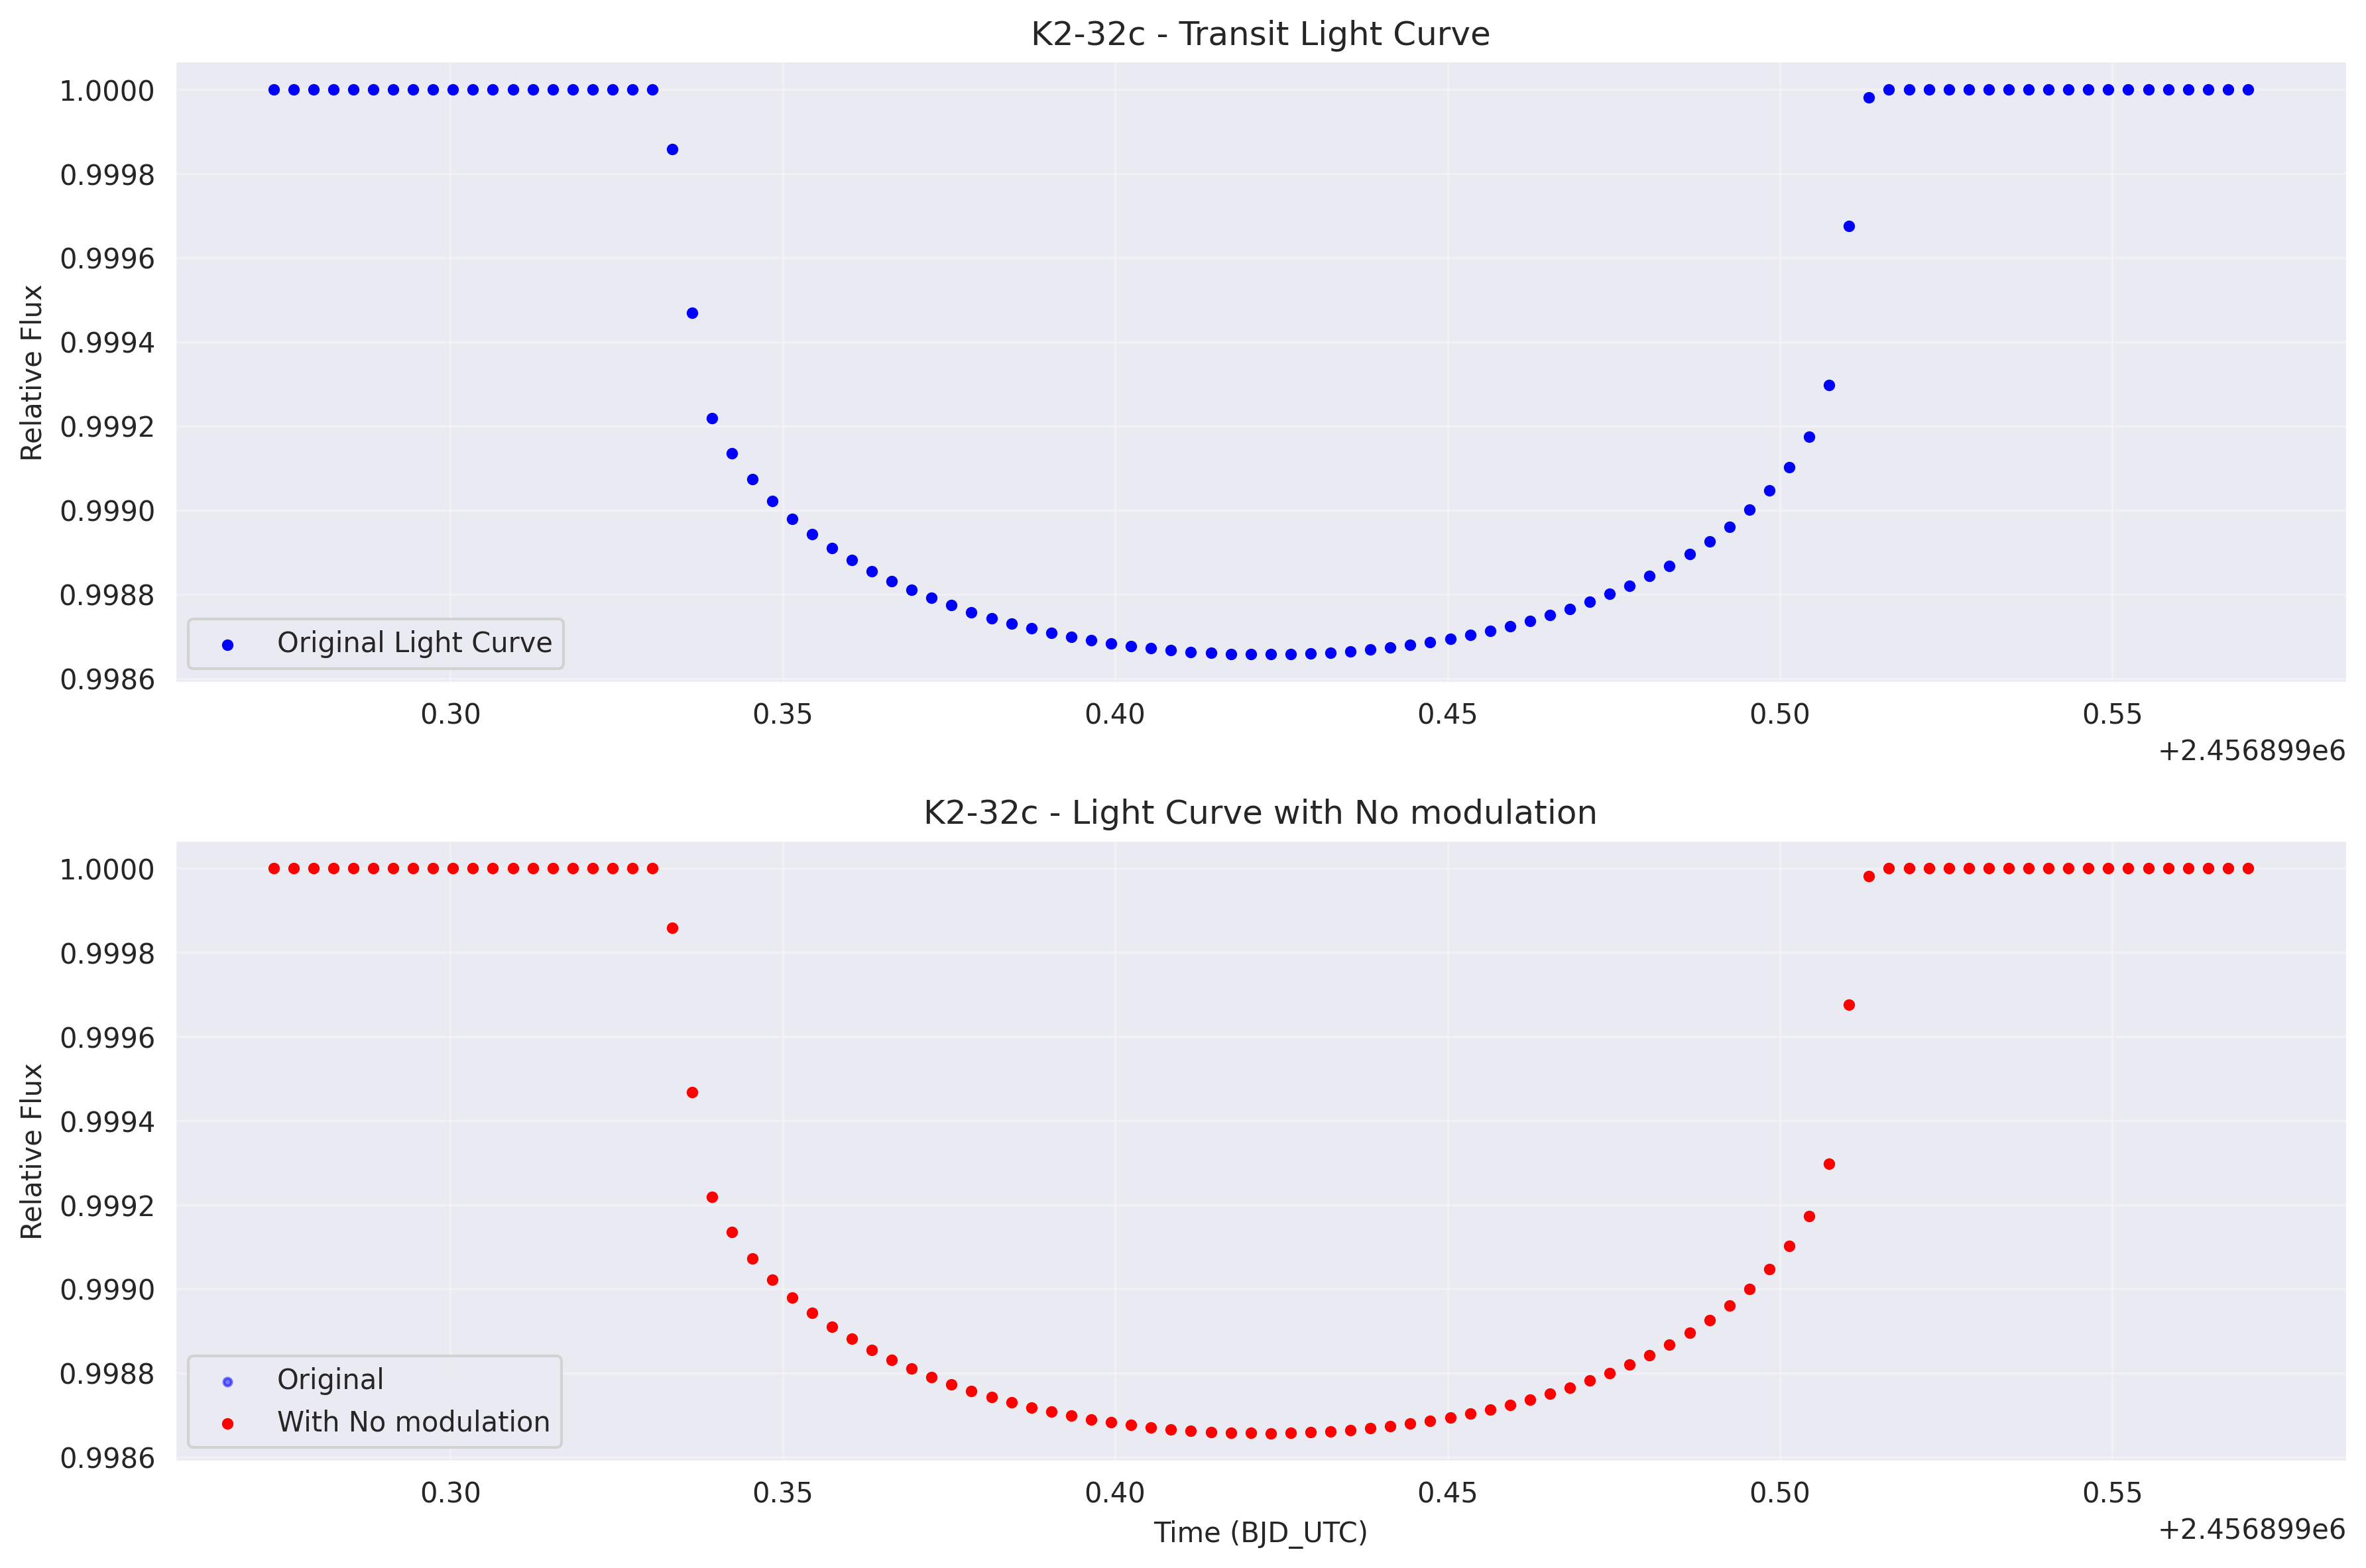 K2-32c - Transit Light Curve
1.0000
0.9998
0.9996
0.9994
0.9992
0.9990
0.9988
0.9986
Relative Flux
Original Light Curve
0.30 0.35 0.40 0.45 0.50 0.55
+2.456899e6
K2-32c - Light Curve with No modulation
1.0000
0.9998
0.9996
0.9994
0.9992
0.9990
0.9988
0.9986
Relative Flux
Original
With No modulation
0.30 0.35 0.40 0.45 0.50 0.55
Time (BJD_UTC)
+2.456899e6